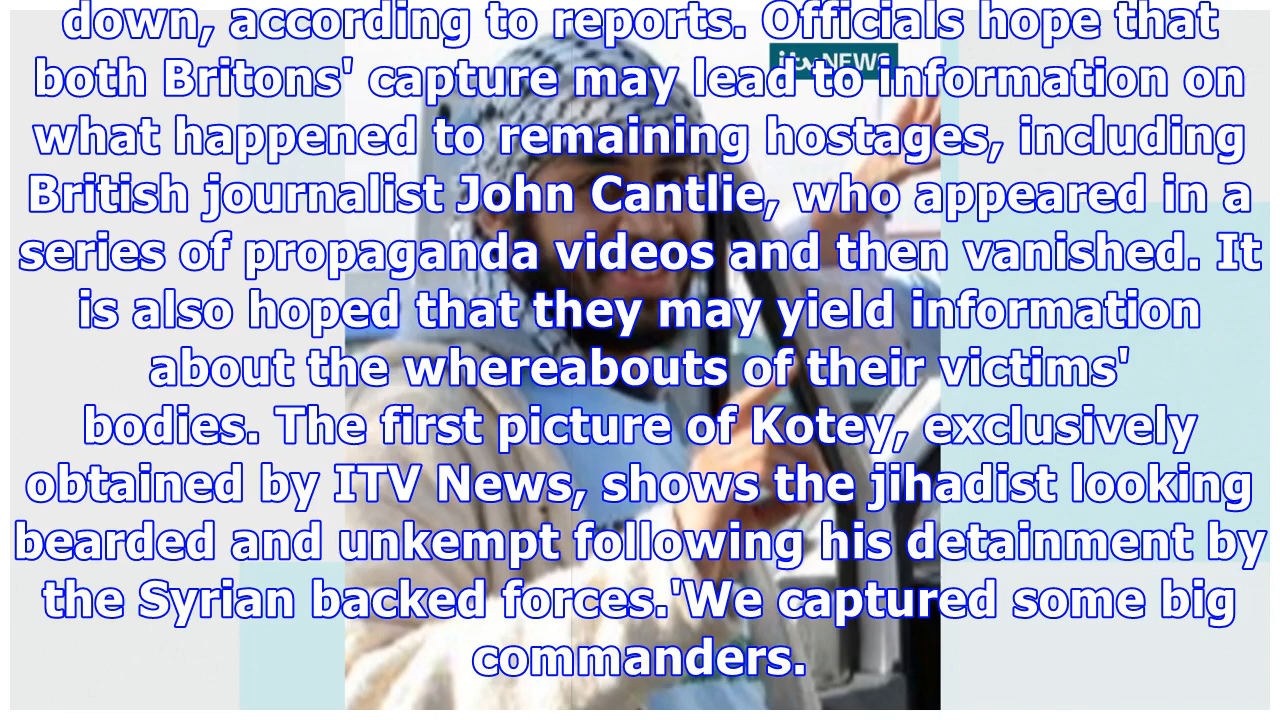 down, according to reports. Officials hope that
itv NEWS
both Britons' capture may lead to information on
what happened to remaining hostages, including
British journalist John Cantlie, who appeared in a
series of propaganda videos and then vanished. It
is also hoped that they may yield information
about the whereabouts of their victims'
bodies. The first picture of Kotey, exclusively
obtained by ITV News, shows the jihadist looking
bearded and unkempt following his detainment by
the Syrian backed forces.'We captured some big
commanders.